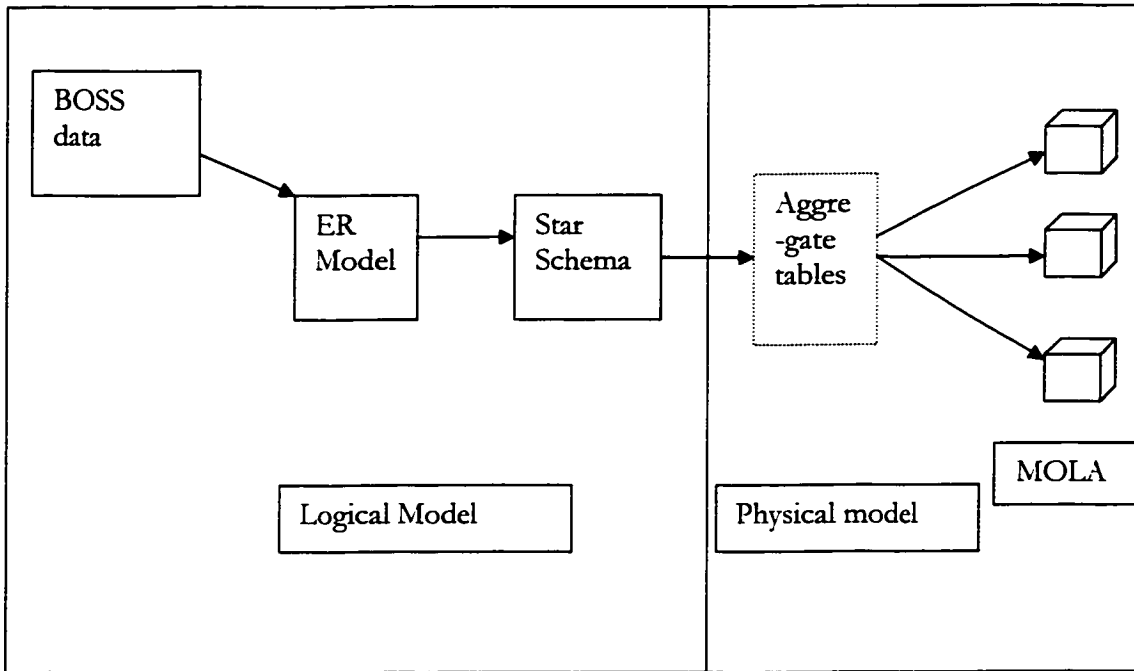 BOSS
data
ER
Model
Star
Schema
Aggre
-gate
tables
MOLA
Logical Model
Physical model